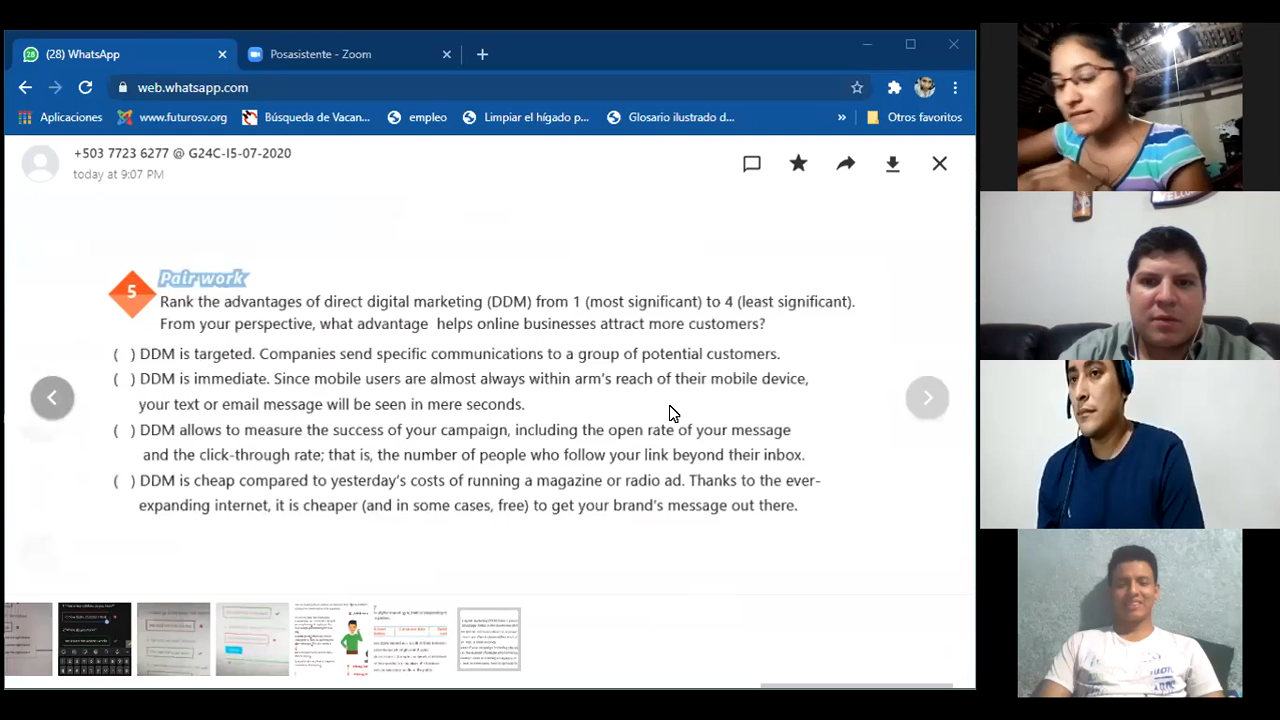 (28) WhatsApp
Posasistente - Zoom
web.whatsapp.com
Aplicaciones
www.futurosv.org
Búsqueda de Vacan...
empleo
Limpiar el hígado p...
Glosario ilustrado d...
»
Otros favoritos
+503 7723 6277 @ G24C-I5-07-2020
today at 9:07 PM
5
Pair work
Rank the advantages of direct digital marketing (DDM) from 1 (most significant) to 4 (least significant).
From your perspective, what advantage helps online businesses attract more customers?
( ) DDM is targeted. Companies send specific communications to a group of potential customers.
( ) DDM is immediate. Since mobile users are almost always within arm's reach of their mobile device,
your text or email message will be seen in mere seconds.
( ) DDM allows to measure the success of your campaign, including the open rate of your message
and the click-through rate; that is, the number of people who follow your link beyond their inbox.
( ) DDM is cheap compared to yesterday's costs of running a magazine or radio ad. Thanks to the ever-
expanding internet, it is cheaper (and in some cases, free) to get your brand's message out there.